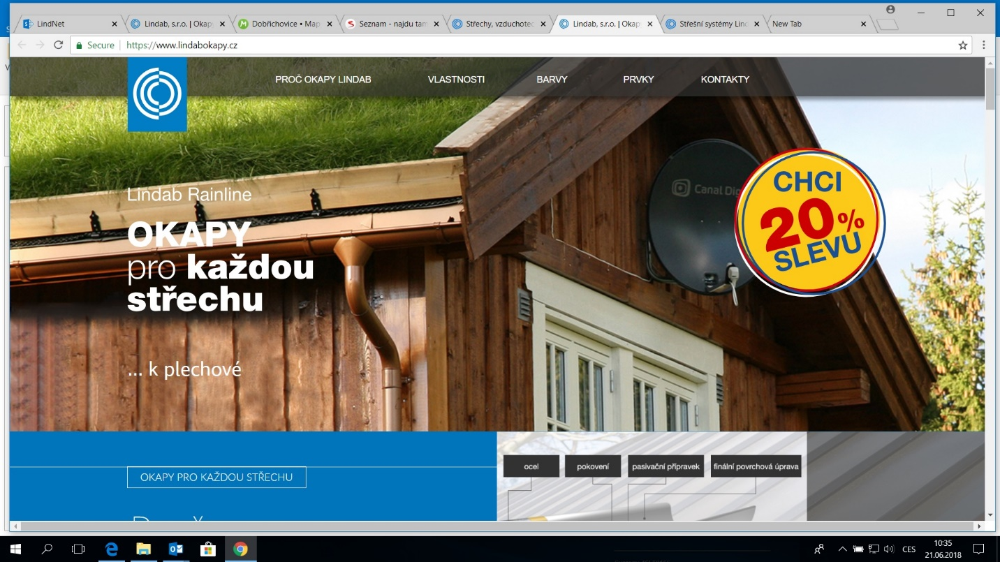 LindNet
Lindab, s.r.o. | Okap
Dobřichovice • Map
Seznam - najdu tam
Střechy, vzduchotec
Lindab, s.r.o. | Okap
Střešní systémy Lind
New Tab
Secure
https://www.lindabokapy.cz
PROČ OKAPY LINDAB
VLASTNOSTI
BARVY
PRVKY
KONTAKTY
Canal Dig
CHCI
20%
SLEVU
Lindab Rainline
OKAPY
pro každou
střechu
... k plechové
ocel
pokovení
pasivační přípravek
finální povrchová úprava
OKAPY PRO KAŽDOU STŘECHU
CES
10:35
21.06.2018